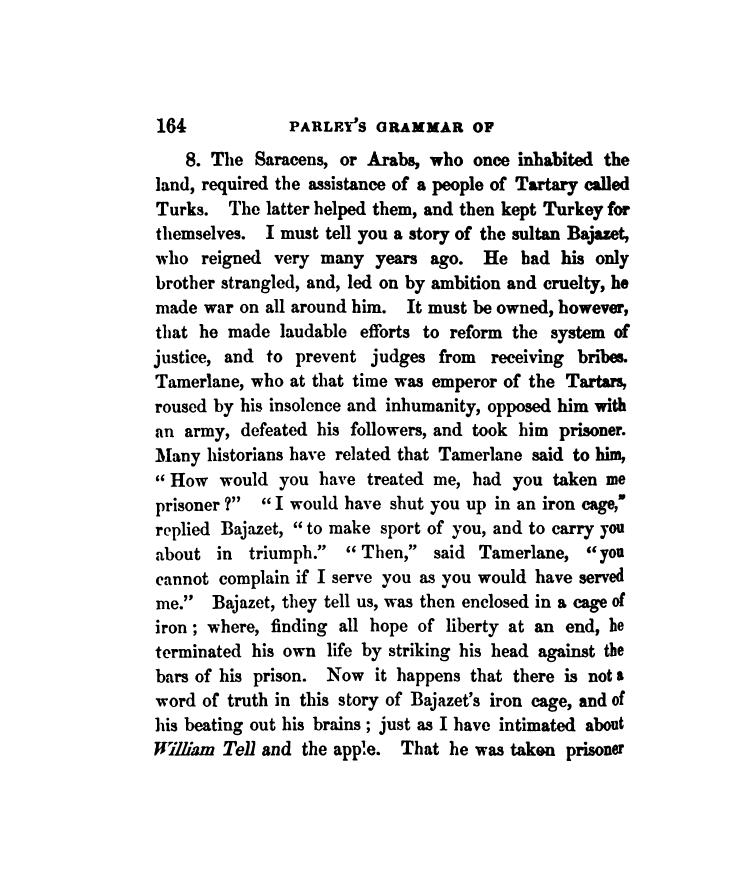 164 PARLEY'S GRAMMAR OF
8. The Saracens, or Arabs, who once inhabited the
land, required the assistance of a people of Tartary called
Turks. The latter helped them, and then kept Turkey for
themselves. I must tell you a story of the sultan Bajazet,
who reigned very many years ago. He had his only
brother strangled, and, led on by ambition and cruelty, he
made war on all around him. It must be owned, however,
that he made laudable efforts to reform the system of
justice, and to prevent judges from receiving bribes.
Tamerlane, who at that time was emperor of the Tartars,
roused by his insolence and inhumanity, opposed him with
an army, defeated his followers, and took him prisoner.
Many historians have related that Tamerlane said to him,
“How would you have treated me, had you taken me
prisoner?” “I would have shut you up in an iron cage,”
replied Bajazet, “to make sport of you, and to carry you
about in triumph.” “Then,” said Tamerlane, “you
cannot complain if I serve you as you would have served
me.” Bajazet, they tell us, was then enclosed in a cage of
iron; where, finding all hope of liberty at an end, he
terminated his own life by striking his head against the
bars of his prison. Now it happens that there is not a
word of truth in this story of Bajazet's iron cage, and of
his beating out his brains; just as I have intimated about
William Tell and the apple. That he was taken prisoner